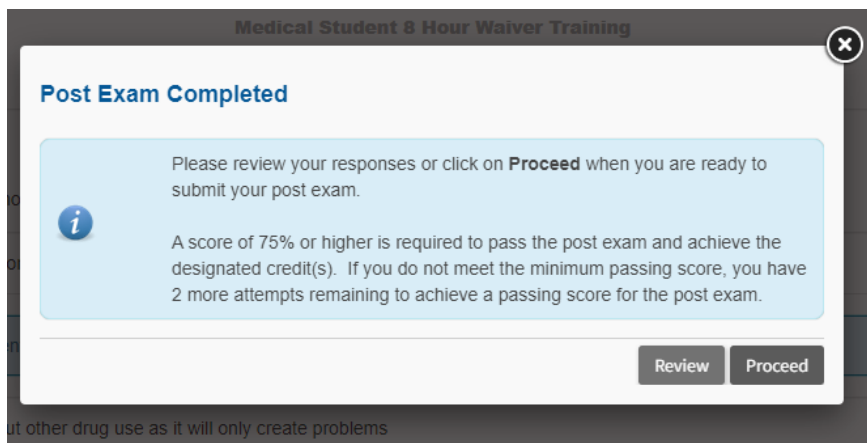 Medical Student 8 Hour Waiver Training
Post Exam Completed
Please review your responses or click on Proceed when you are ready to
submit your post exam.
A score of 75% or higher is required to pass the post exam and achieve the
designated credit(s). If you do not meet the minimum passing score, you have
2 more attempts remaining to achieve a passing score for the post exam.
Review Proceed
other drug use as it will only create problems